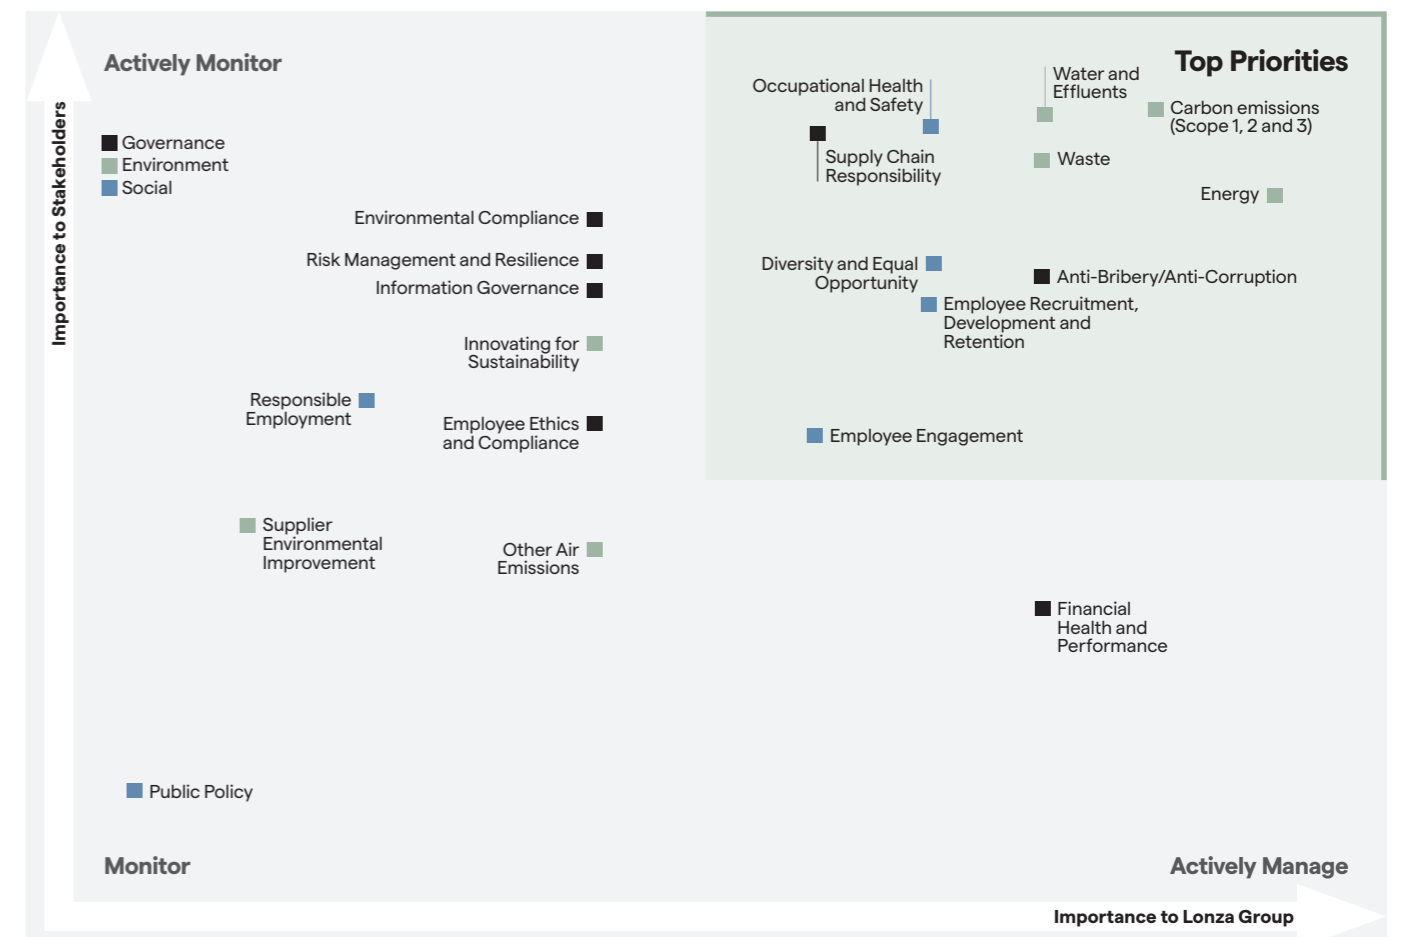 Actively Monitor
Top Priorities
Importance to Stakeholders
Governance
Environment
Social
Occupational Health
and Safety
Water and
Effluents
Carbon emissions
(Scope 1, 2 and 3)
Supply Chain
Responsibility
Waste
Energy
Environmental Compliance
Risk Management and Resilience
Information Governance
Diversity and Equal
Opportunity
Anti-Bribery/Anti-Corruption
Employee Recruitment,
Development and
Retention
Innovating for
Sustainability
Responsible
Employment
Employee Ethics
and Compliance
Employee Engagement
Supplier
Environmental
Improvement
Other Air
Emissions
Financial
Health and
Performance
Public Policy
Monitor
Actively Manage
Importance to Lonza Group